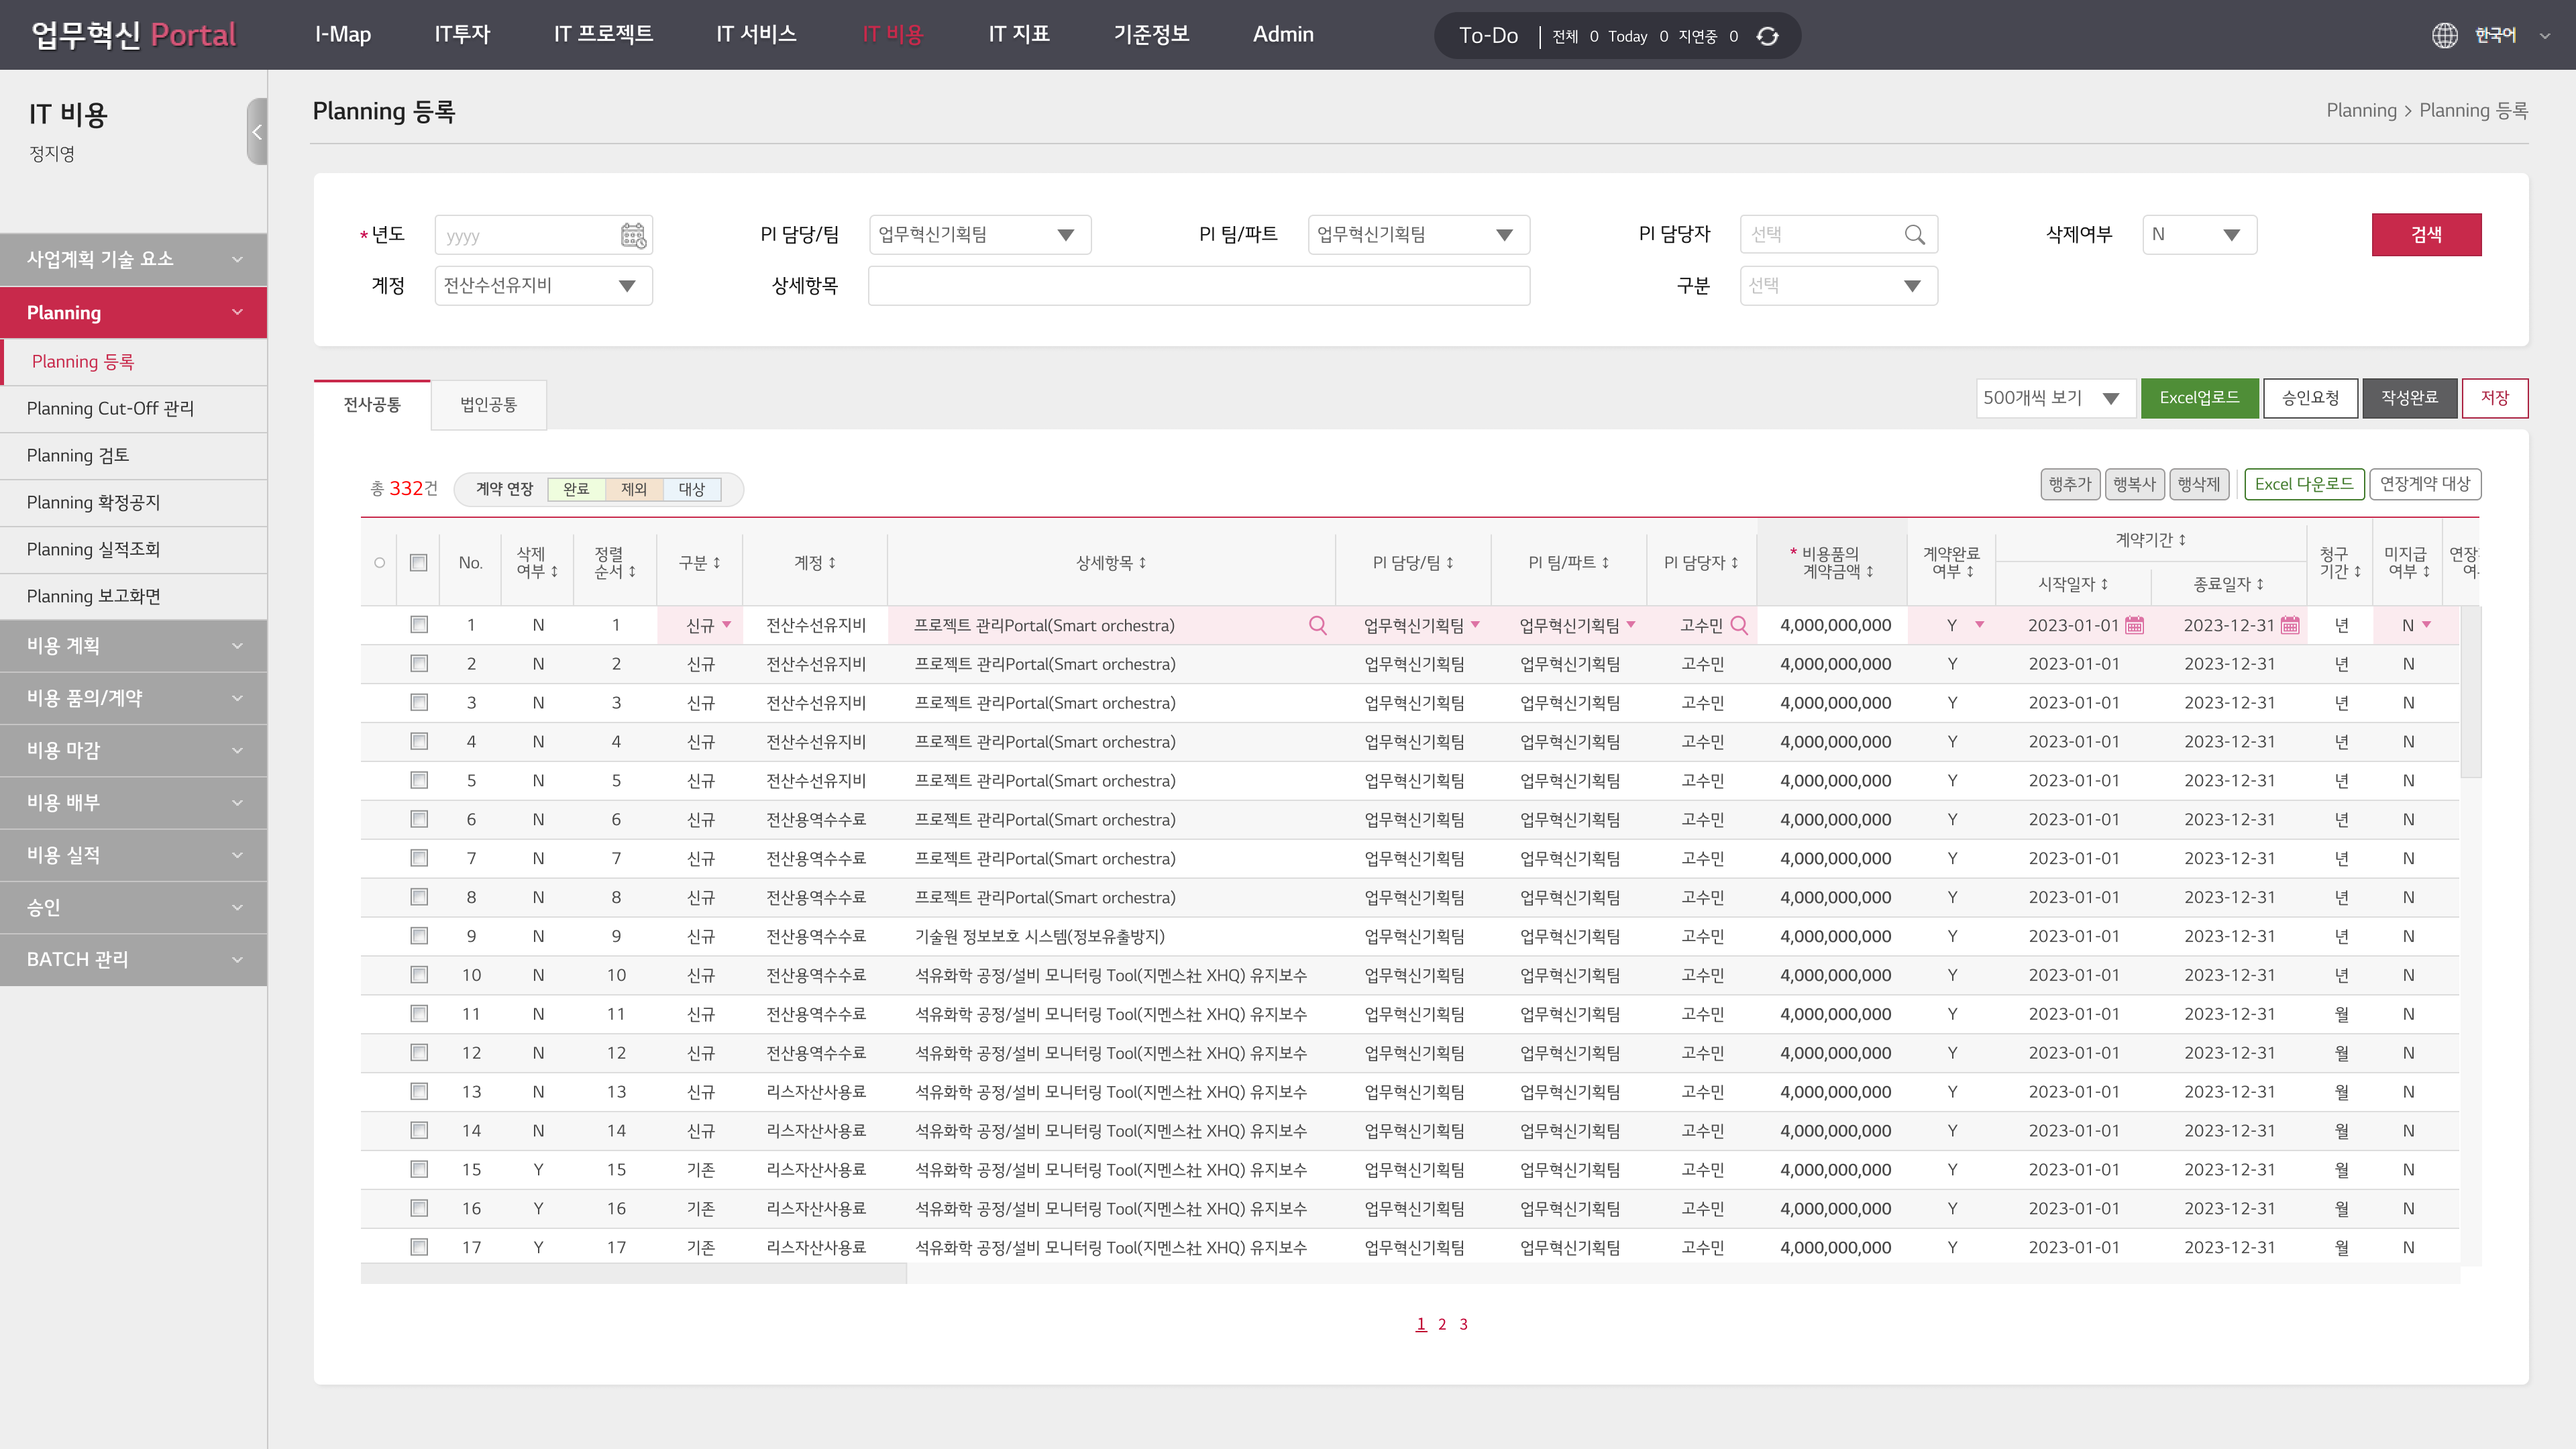 업무혁신 Portal I-Map IT투자 IT 프로젝트 IT 서비스 IT 비용 IT 지표 기준정보 Admin To-Do 전체 0 Today 0 지연중 0 한국어
IT 비용
정지영
사업계획 기술 요소
Planning
Planning 등록
Planning Cut-Off 관리
Planning 검토
Planning 확정공지
Planning 실적조회
Planning 보고화면
비용 계획
비용 품의/계약
비용 마감
비용 배부
비용 실적
승인
BATCH 관리
Planning 등록 Planning > Planning 등록
* 년도 yyyy PI 담당/팀 업무혁신기획팀 PI 팀/파트 업무혁신기획팀 PI 담당자 선택 삭제여부 N 검색
계정 전산수선유지비 상세항목 구분 선택
전사공통 법인공통 500개씩 보기 Excel업로드 승인요청 작성완료 저장
총 332건 계약 연장 완료 제외 대상 행추가 행복사 행삭제 Excel 다운로드 연장계약 대상
No. 삭제 여부 ↕ 정렬 순서 ↕ 구분 ↕ 계정 ↕ 상세항목 ↕ PI 담당/팀 ↕ PI 팀/파트 ↕ PI 담당자 ↕ * 비용품의 계약금액 ↕ 계약완료 여부 ↕ 계약기간 ↕ 시작일자 ↕ 종료일자 ↕ 청구 기간 ↕ 미지급 여부 ↕ 연장
1 N 1 신규 전산수선유지비 프로젝트 관리Portal(Smart orchestra) 업무혁신기획팀 업무혁신기획팀 고수민 4,000,000,000 Y 2023-01-01 2023-12-31 년 N
2 N 2 신규 전산수선유지비 프로젝트 관리Portal(Smart orchestra) 업무혁신기획팀 업무혁신기획팀 고수민 4,000,000,000 Y 2023-01-01 2023-12-31 년 N
3 N 3 신규 전산수선유지비 프로젝트 관리Portal(Smart orchestra) 업무혁신기획팀 업무혁신기획팀 고수민 4,000,000,000 Y 2023-01-01 2023-12-31 년 N
4 N 4 신규 전산수선유지비 프로젝트 관리Portal(Smart orchestra) 업무혁신기획팀 업무혁신기획팀 고수민 4,000,000,000 Y 2023-01-01 2023-12-31 년 N
5 N 5 신규 전산수선유지비 프로젝트 관리Portal(Smart orchestra) 업무혁신기획팀 업무혁신기획팀 고수민 4,000,000,000 Y 2023-01-01 2023-12-31 년 N
6 N 6 신규 전산용역수수료 프로젝트 관리Portal(Smart orchestra) 업무혁신기획팀 업무혁신기획팀 고수민 4,000,000,000 Y 2023-01-01 2023-12-31 년 N
7 N 7 신규 전산용역수수료 프로젝트 관리Portal(Smart orchestra) 업무혁신기획팀 업무혁신기획팀 고수민 4,000,000,000 Y 2023-01-01 2023-12-31 년 N
8 N 8 신규 전산용역수수료 프로젝트 관리Portal(Smart orchestra) 업무혁신기획팀 업무혁신기획팀 고수민 4,000,000,000 Y 2023-01-01 2023-12-31 년 N
9 N 9 신규 전산용역수수료 기술원 정보보호 시스템(정보유출방지) 업무혁신기획팀 업무혁신기획팀 고수민 4,000,000,000 Y 2023-01-01 2023-12-31 년 N
10 N 10 신규 전산용역수수료 석유화학 공정/설비 모니터링 Tool(지멘스社 XHQ) 유지보수 업무혁신기획팀 업무혁신기획팀 고수민 4,000,000,000 Y 2023-01-01 2023-12-31 년 N
11 N 11 신규 전산용역수수료 석유화학 공정/설비 모니터링 Tool(지멘스社 XHQ) 유지보수 업무혁신기획팀 업무혁신기획팀 고수민 4,000,000,000 Y 2023-01-01 2023-12-31 월 N
12 N 12 신규 전산용역수수료 석유화학 공정/설비 모니터링 Tool(지멘스社 XHQ) 유지보수 업무혁신기획팀 업무혁신기획팀 고수민 4,000,000,000 Y 2023-01-01 2023-12-31 월 N
13 N 13 신규 리스자산사용료 석유화학 공정/설비 모니터링 Tool(지멘스社 XHQ) 유지보수 업무혁신기획팀 업무혁신기획팀 고수민 4,000,000,000 Y 2023-01-01 2023-12-31 월 N
14 N 14 신규 리스자산사용료 석유화학 공정/설비 모니터링 Tool(지멘스社 XHQ) 유지보수 업무혁신기획팀 업무혁신기획팀 고수민 4,000,000,000 Y 2023-01-01 2023-12-31 월 N
15 Y 15 기존 리스자산사용료 석유화학 공정/설비 모니터링 Tool(지멘스社 XHQ) 유지보수 업무혁신기획팀 업무혁신기획팀 고수민 4,000,000,000 Y 2023-01-01 2023-12-31 월 N
16 Y 16 기존 리스자산사용료 석유화학 공정/설비 모니터링 Tool(지멘스社 XHQ) 유지보수 업무혁신기획팀 업무혁신기획팀 고수민 4,000,000,000 Y 2023-01-01 2023-12-31 월 N
17 Y 17 기존 리스자산사용료 석유화학 공정/설비 모니터링 Tool(지멘스社 XHQ) 유지보수 업무혁신기획팀 업무혁신기획팀 고수민 4,000,000,000 Y 2023-01-01 2023-12-31 월 N
1 2 3